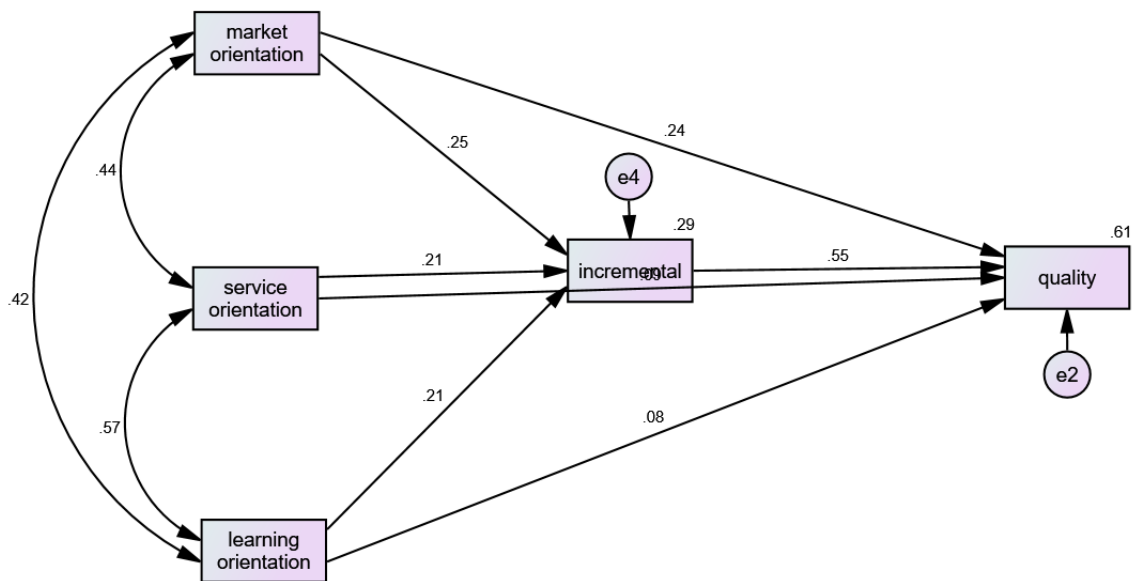 market
orientation
.24
.25
e4
.44
.29
.61
.21
.55
incremental
quality
service
orientation
.42
e2
.21
.08
.57
learning
orientation